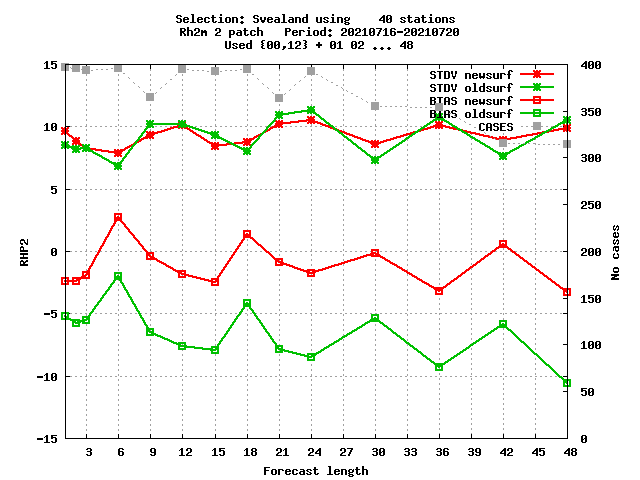 Selection: Svealand using    40 stations
Rh2m 2 patch   Period: 20210716-20210720
Used {00,12} + 01 02 ... 48
STDV newsurf
STDV oldsurf
BIAS newsurf
BIAS oldsurf
CASES
15
10
5
0
-5
-10
-15
RHP2
400
350
300
250
200
150
100
50
0
No cases
3 6 9 12 15 18 21 24 27 30 33 36 39 42 45 48
Forecast length